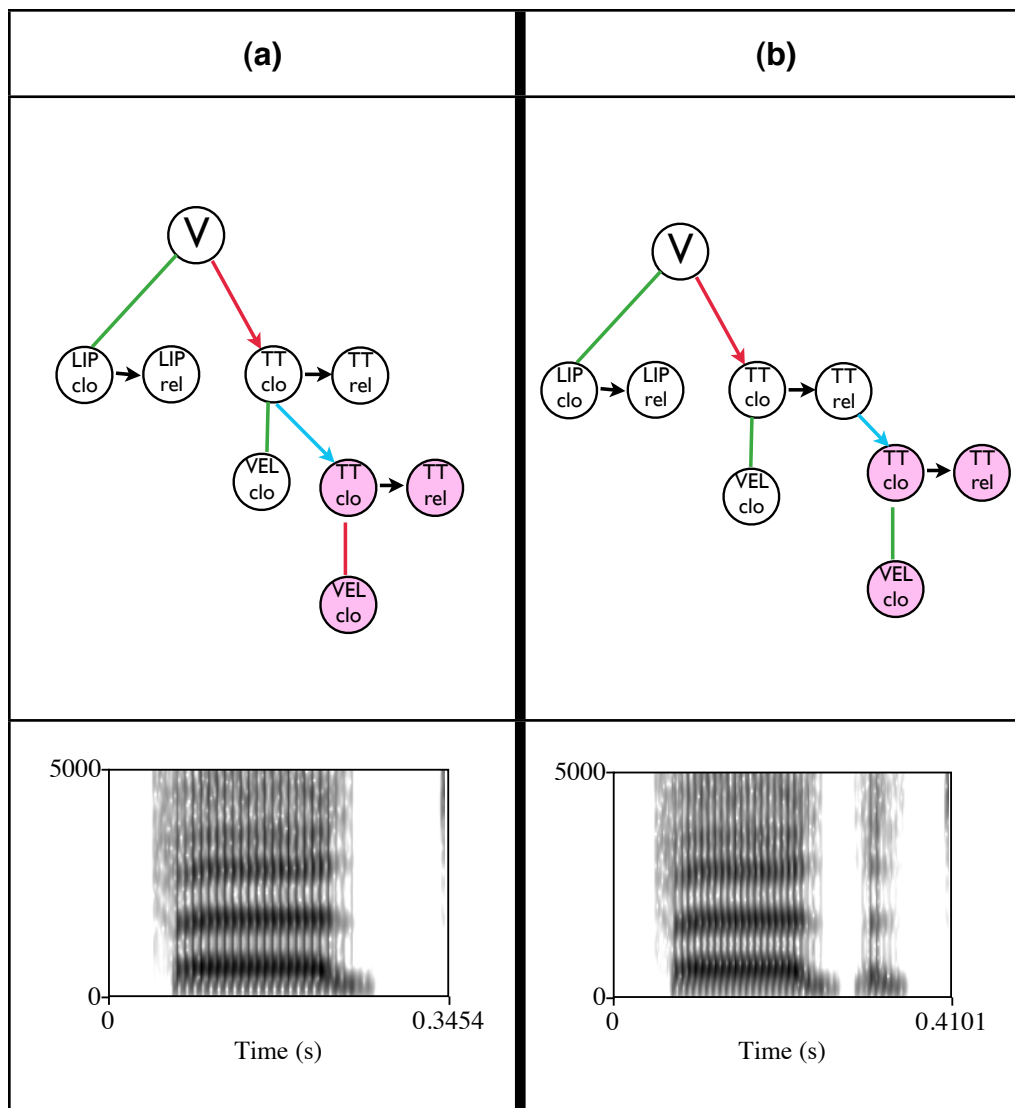 (a)
V
LIP
clo
LIP
rel
TT
clo
TT
rel
VEL
clo
TT
clo
TT
rel
VEL
clo
5000
0
0
0.3454
Time (s)
(b)
V
LIP
clo
LIP
rel
TT
clo
TT
rel
VEL
clo
TT
clo
TT
rel
VEL
clo
5000
0
0
0.4101
Time (s)